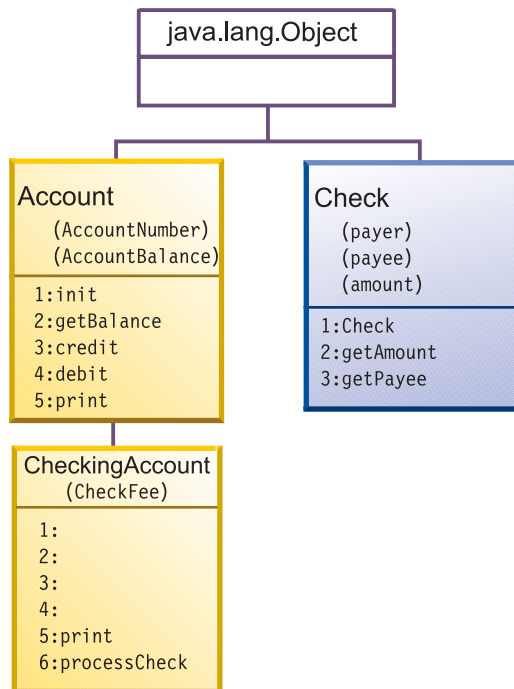 java.lang.Object
Account
(AccountNumber)
(AccountBalance)
1:init
2:getBalance
3:credit
4:debit
5:print
Check
(payer)
(payee)
(amount)
1:Check
2:getAmount
3:getPayee
CheckingAccount
(CheckFee)
1:
2:
3:
4:
5:print
6:processCheck